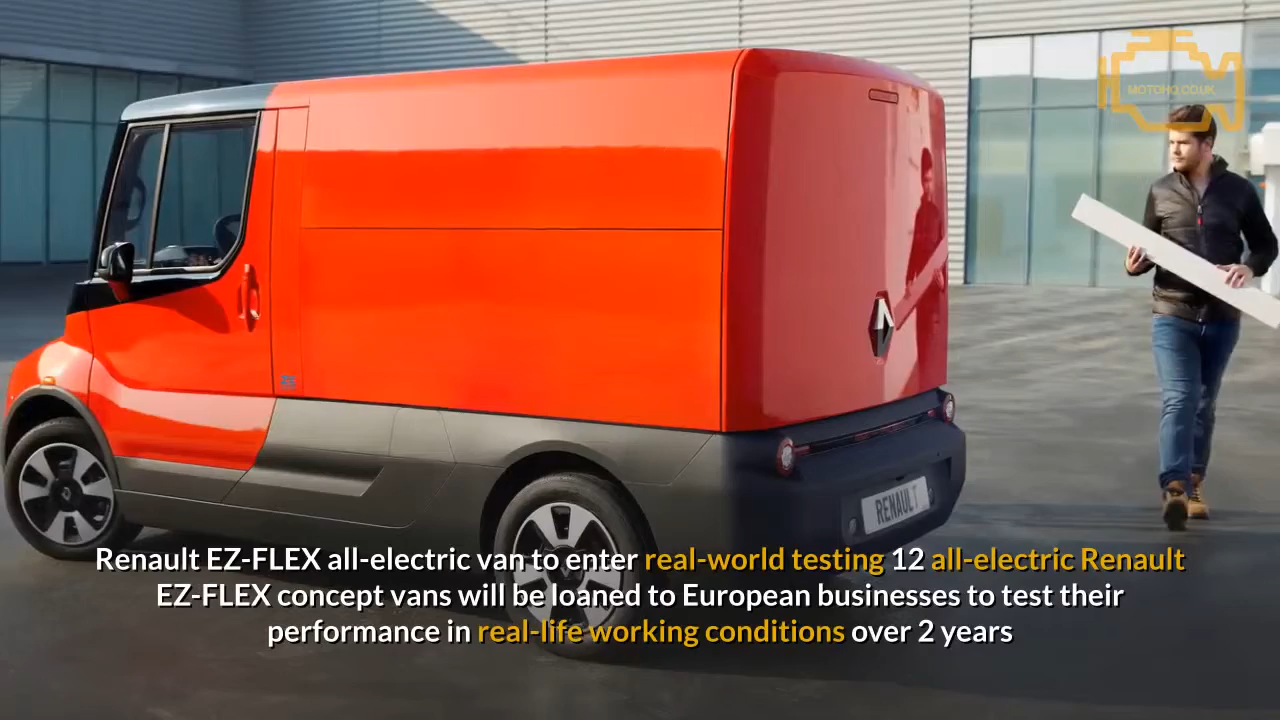 MOTOHO.CO.UK
Z.E.
RENAULT
Renault EZ-FLEX all-electric van to enter real-world testing 12 all-electric Renault
EZ-FLEX concept vans will be loaned to European businesses to test their
performance in real-life working conditions over 2 years